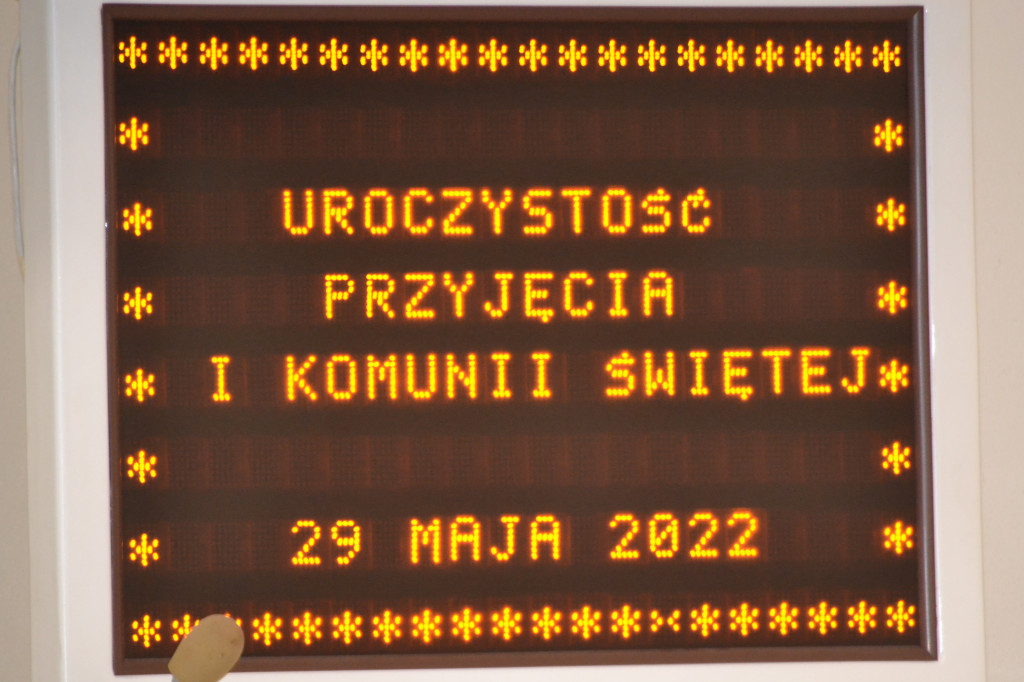 UROCZYSTOŚĆ
PRZYJĘCIA
I KOMUNII ŚWIĘTEJ
29 MAJA 2022